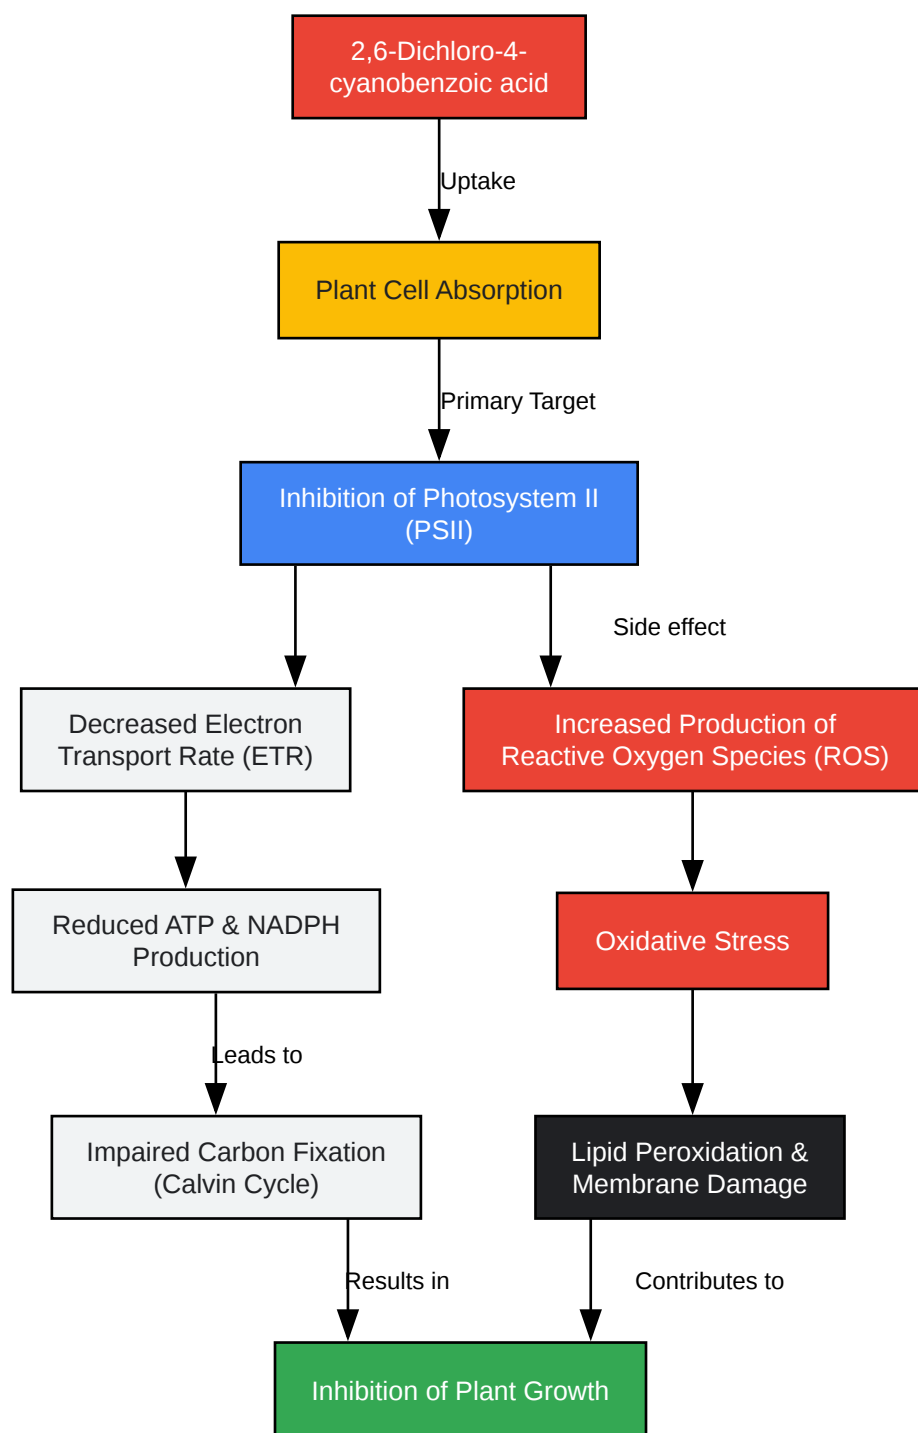 2,6-Dichloro-4-
cyanobenzoic acid
Uptake
Plant Cell Absorption
Primary Target
Inhibition of Photosystem II
(PSII)
Side effect
Decreased Electron
Transport Rate (ETR)
Increased Production of
Reactive Oxygen Species (ROS)
Reduced ATP & NADPH
Production
Oxidative Stress
Leads to
Impaired Carbon Fixation
(Calvin Cycle)
Lipid Peroxidation &
Membrane Damage
Results in
Contributes to
Inhibition of Plant Growth